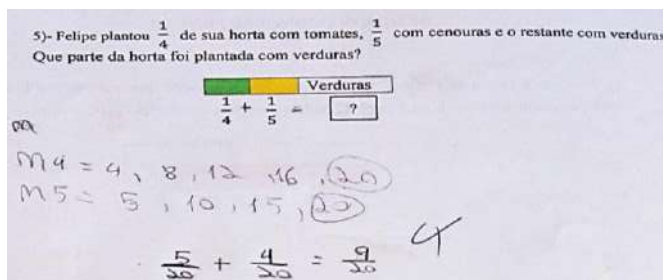 5)- Felipe plantou 1/4 de sua horta com tomates, 1/5 com cenouras e o restante com verduras
Que parte da horta foi plantada com verduras?
Verduras
1/4 + 1/5 = ?
M4 = 4, 8, 12, 16, 20
M5 = 5, 10, 15, 20
5/20 + 4/20 = 9/20